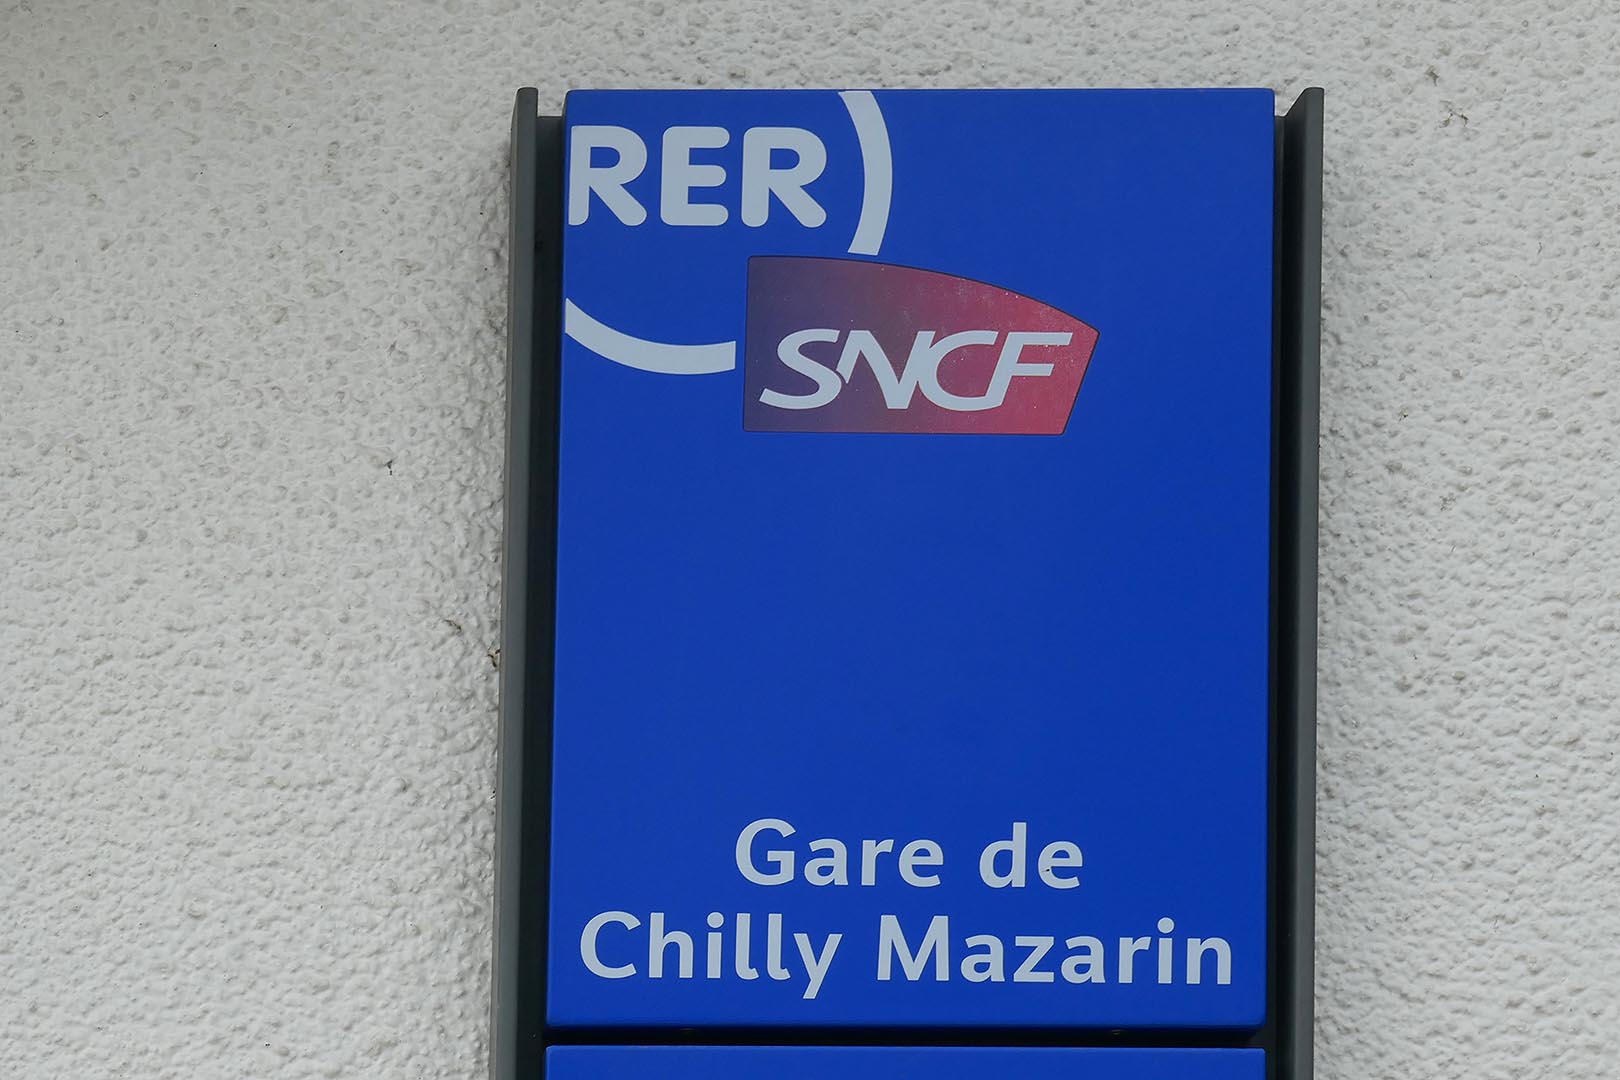 RER
SNCF
Gare de
Chilly Mazarin